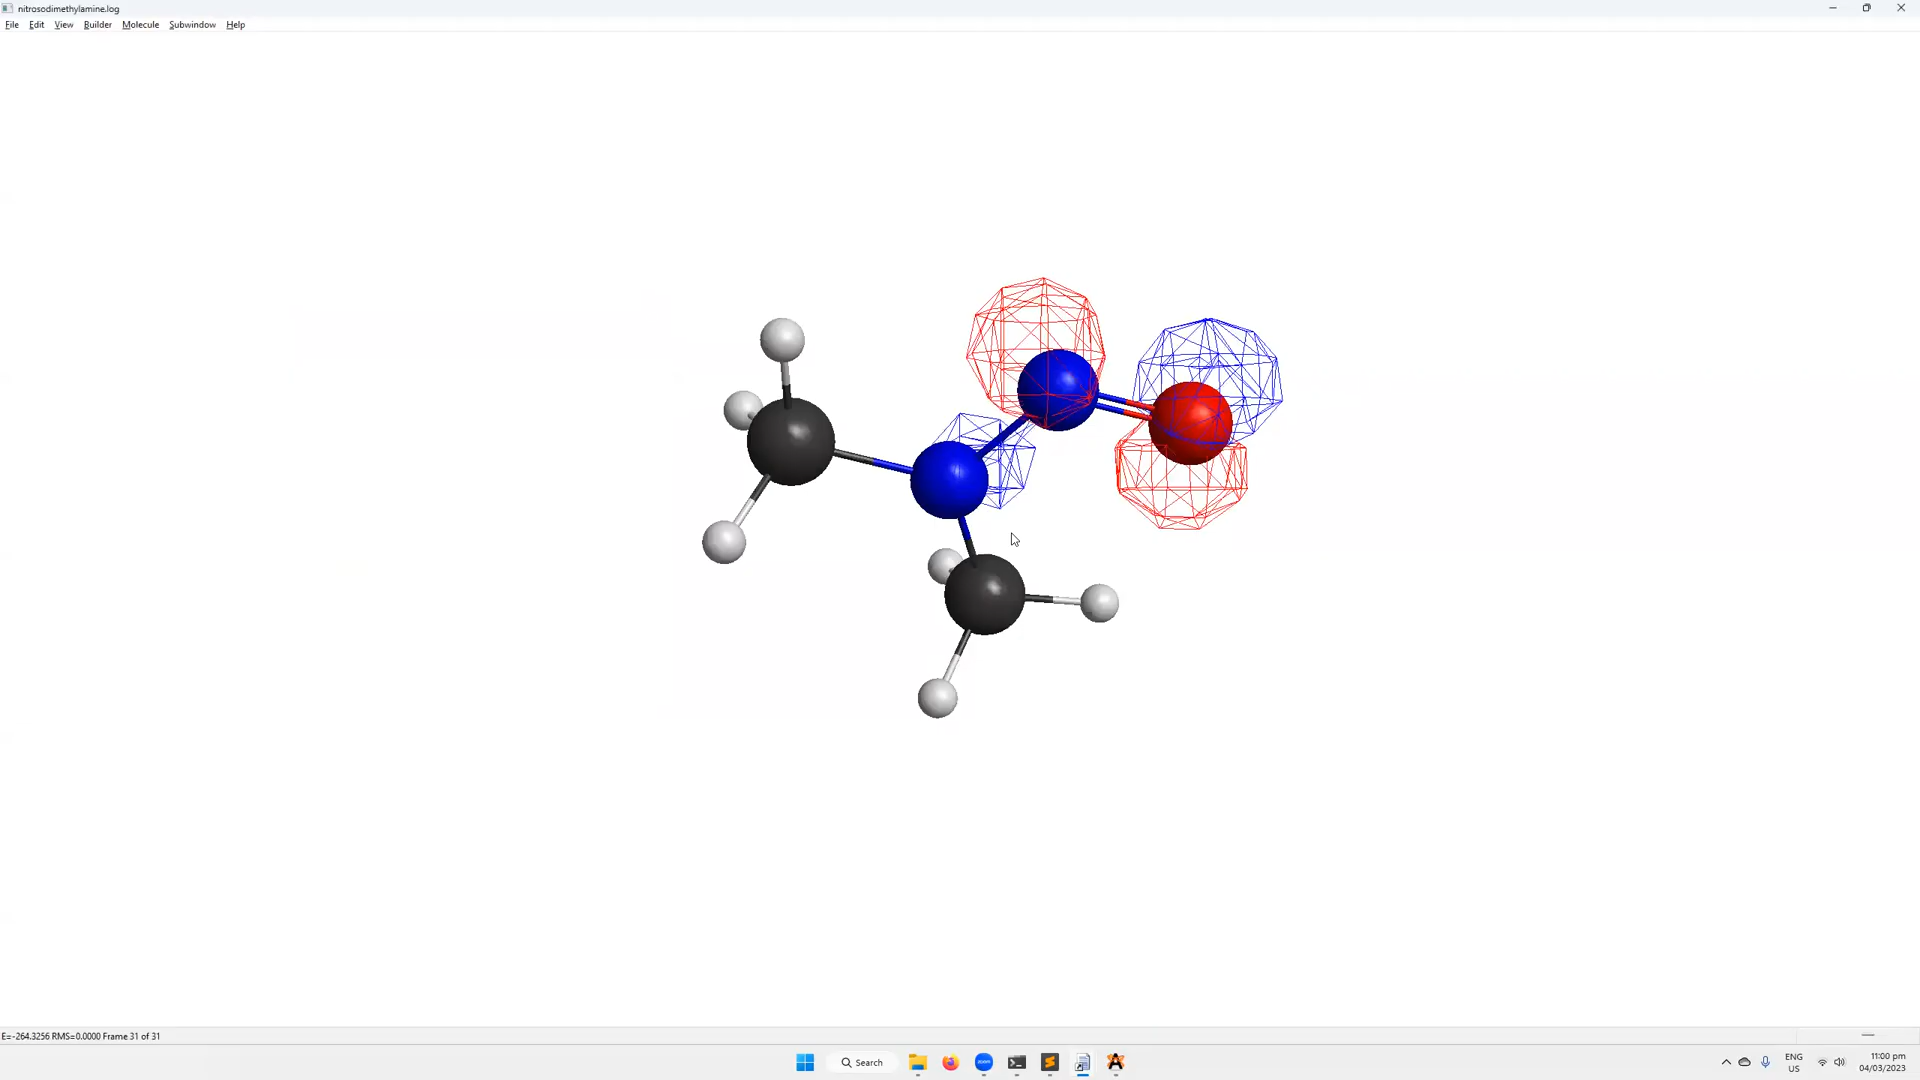 nitrosodimethylamine.log
File Edit View Builder Molecule Subwindow Help
E=-264.3256 RMS=0.0000 Frame 31 of 31
Search
zoom
ENG
US
11:00 pm
04/03/2023